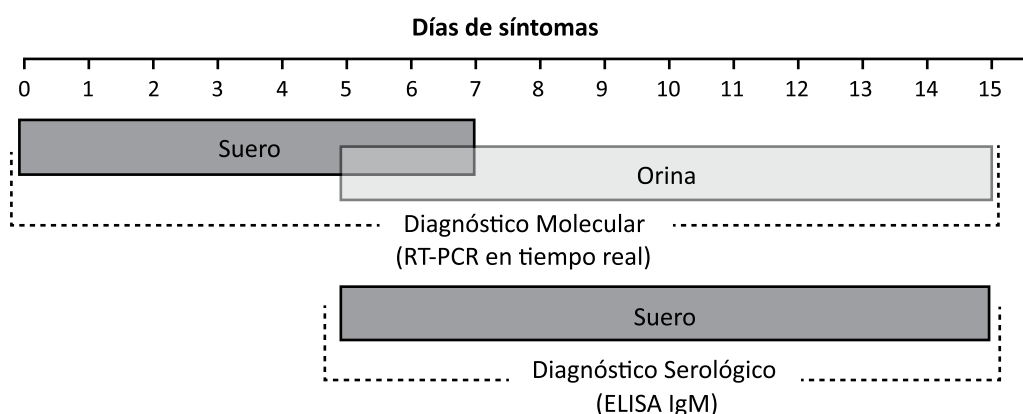 Días de síntomas
0 1 2 3 4 5 6 7 8 9 10 11 12 13 14 15
Suero
Orina
Diagnóstico Molecular
(RT-PCR en tiempo real)
Suero
Diagnóstico Serológico
(ELISA IgM)